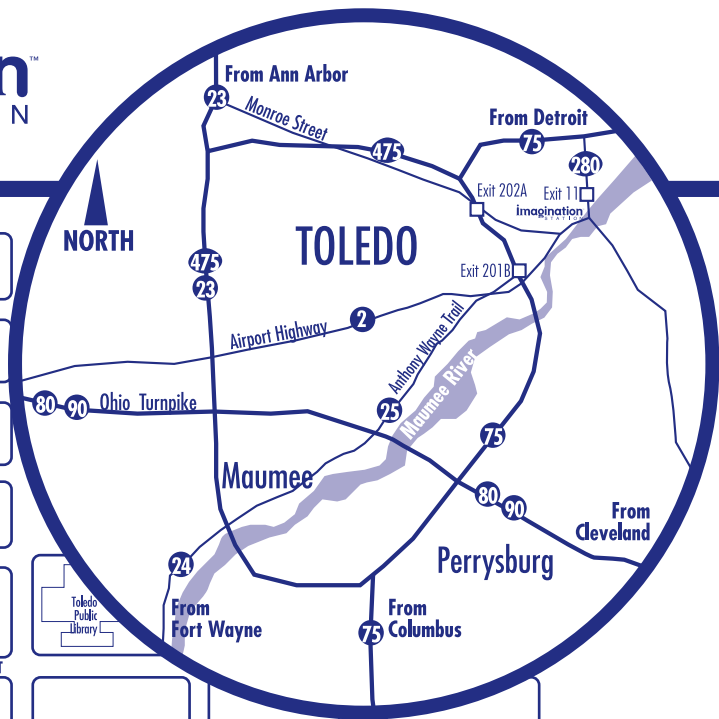 n™
N
From Ann Arbor
23
Monroe Street
From Detroit
75
475
280
Exit 202A
Exit 11
imagination
STATION
NORTH
TOLEDO
Exit 201B
475
23
2
Airport Highway
Anthony Wayne Trail
Maumee River
80
90
Ohio Turnpike
25
75
Maumee
80
90
From
Cleveland
Perrysburg
24
Toledo
Public
Library
From
Fort Wayne
From
Columbus
75
T